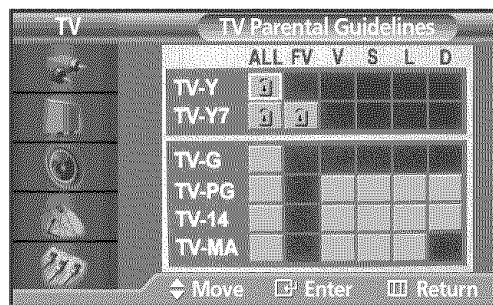 TV TV Parental Guidelines
ALL FV V S L D
TV-Y
TV-Y7
TV-G
TV-PG
TV-14
TV-MA
Move Enter Return